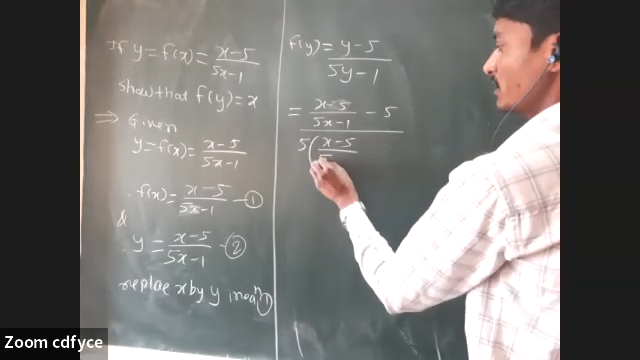 If y = f(x) = x-5 / 5x-1
show that f(y) = x
⇒ Given
y = f(x) = x-5 / 5x-1
f(x) = x-5 / 5x-1 — ①
&
y = x-5 / 5x-1 - ②
replace x by y in eqⁿ ①
f(y) = y-5 / 5y-1
= x-5 / 5x-1 - 5
5 ( x-5 / 5
Zoom cdfyce